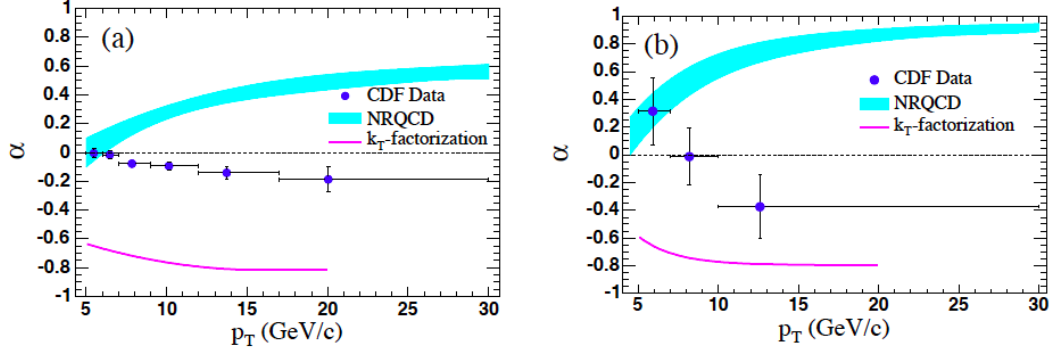 (a)
1
0.8
0.6
0.4
0.2
0
-0.2
-0.4
-0.6
-0.8
-1
α
CDF Data
NRQCD
k_T-factorization
5
10
15
20
25
30
p_T (GeV/c)
(b)
1
0.8
0.6
0.4
0.2
0
-0.2
-0.4
-0.6
-0.8
-1
α
CDF Data
NRQCD
k_T-factorization
5
10
15
20
25
30
p_T (GeV/c)